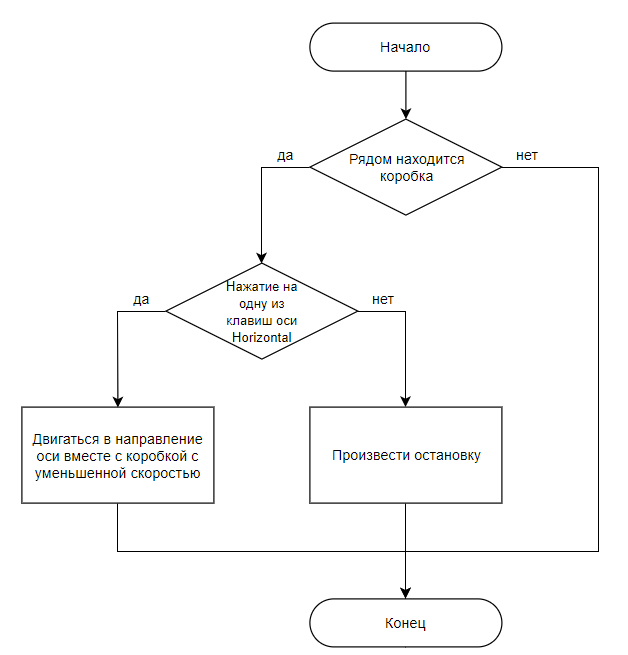 Начало
Рядом находится
коробка
да
нет
Нажатие на
одну из
клавиш оси
Horizontal
да
нет
Двигаться в направление
оси вместе с коробкой с
уменьшенной скоростью
Произвести остановку
Конец